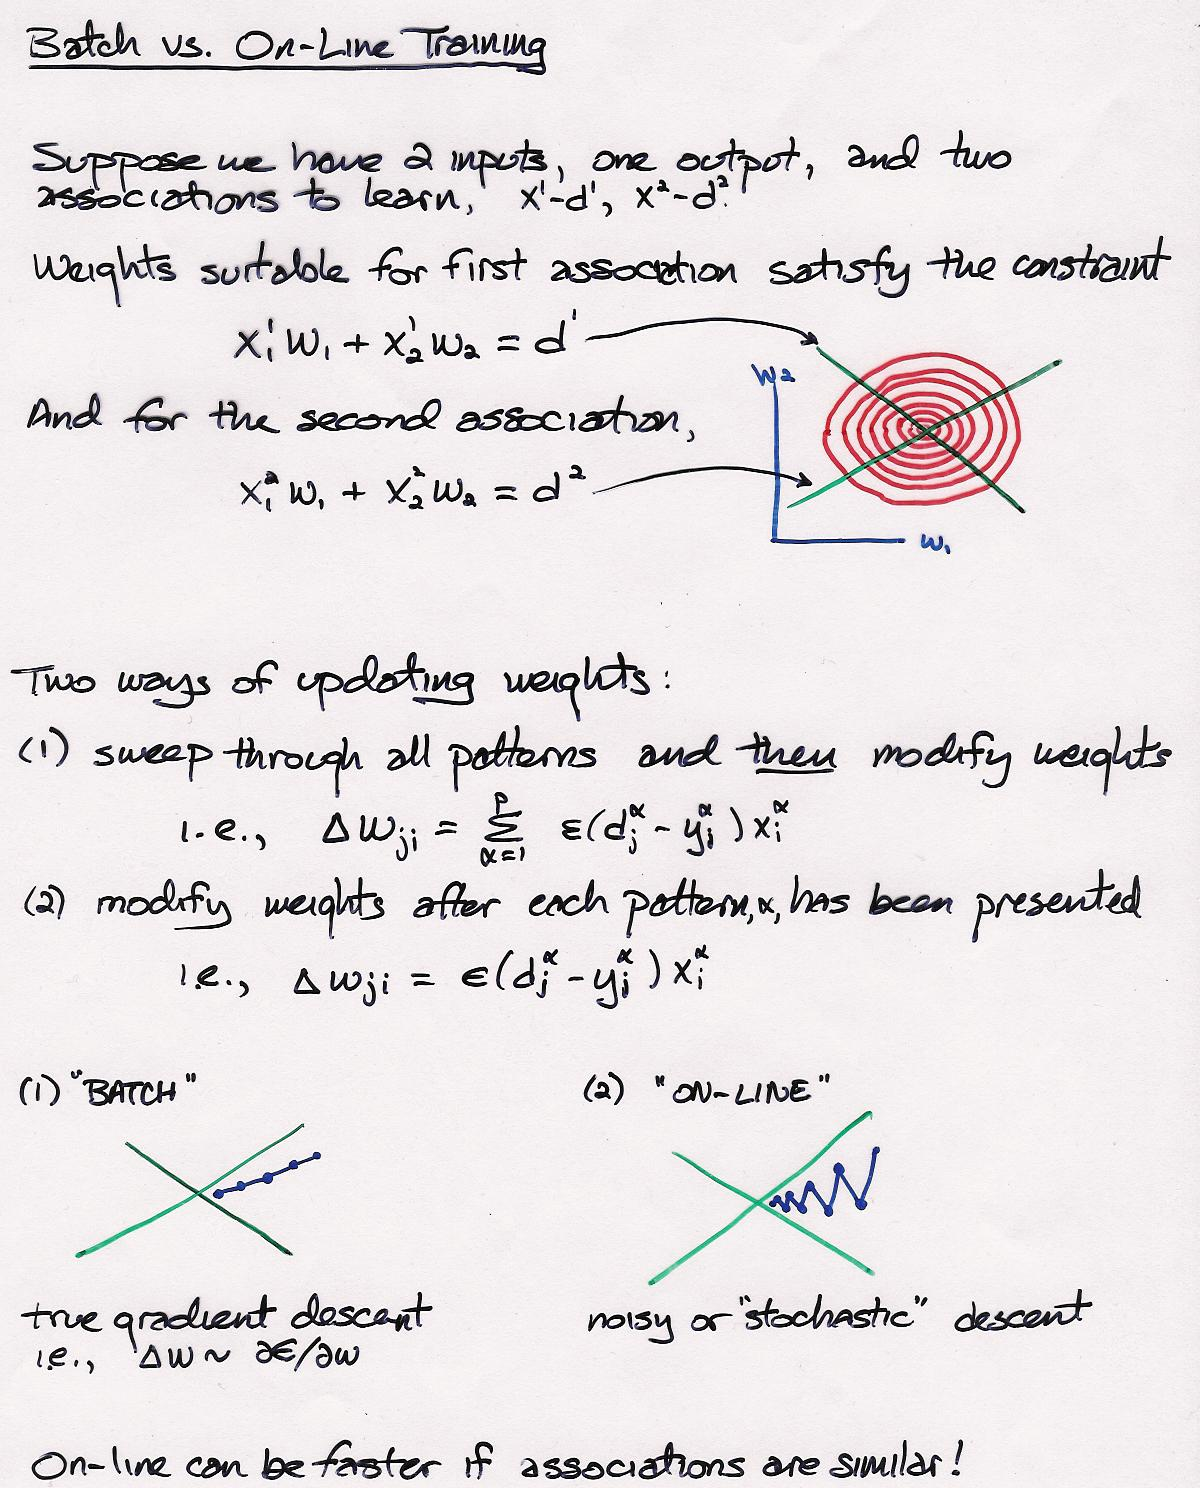 Batch vs. On-Line Training
Suppose we have 2 inputs, one output, and two
associations to learn, x¹-d¹, x²-d².
Weights suitable for first association satisfy the constraint
x₁¹w₁ + x₂¹w₂ = d¹
w₂
And for the second association,
x₁²w₁ + x₂²w₂ = d²
w₁
Two ways of updating weights:
(1) sweep through all patterns and then modify weights
i.e., Δwⱼᵢ = Σ_{α=1}^{P} ε(dⱼ^α - yⱼ^α)xᵢ^α
(2) modify weights after each pattern, α, has been presented
i.e., Δwⱼᵢ = ε(dⱼ^α - yⱼ^α)xᵢ^α
(1) "BATCH"
(2) "ON-LINE"
true gradient descent
i.e., Δw ~ ∂E/∂w
noisy or "stochastic" descent
On-line can be faster if associations are similar!